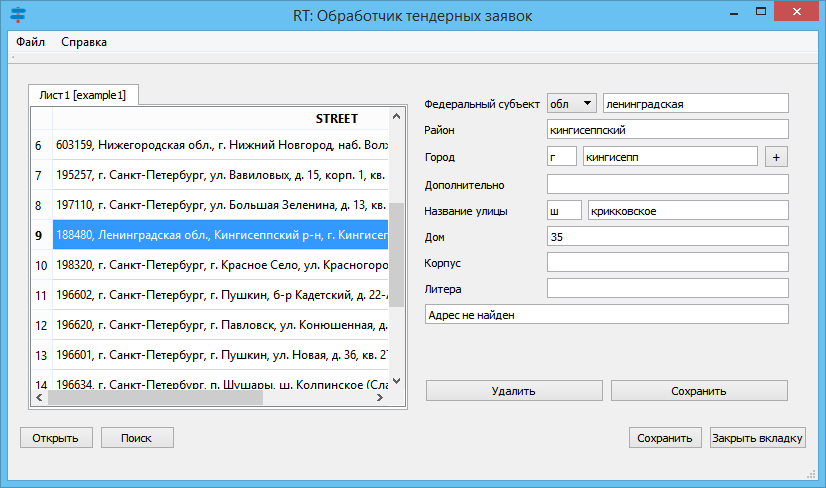 RT: Обработчик тендерных заявок
Файл Справка
Лист1 [example1]
STREET
6 603159, Нижегородская обл., г. Нижний Новгород, наб. Волж
7 195257, г. Санкт-Петербург, ул. Вавиловых, д. 15, корп. 1, кв.
8 197110, г. Санкт-Петербург, ул. Большая Зеленина, д. 13, кв.
9 188480, Ленинградская обл., Кингисеппский р-н, г. Кингисеп
10 198320, г. Санкт-Петербург, г. Красное Село, ул. Красногоро
11 196602, г. Санкт-Петербург, г. Пушкин, б-р Кадетский, д. 22-А
12 196620, г. Санкт-Петербург, г. Павловск, ул. Конюшенная, д.
13 196601, г. Санкт-Петербург, г. Пушкин, ул. Новая, д. 36, кв. 27
14 196634, г. Санкт-Петербург, п. Шушары, ш. Колпинское (Сла
Федеральный субъект обл ленинградская
Район кингисеппский
Город г кингисепп +
Дополнительно
Название улицы ш крикковское
Дом 35
Корпус
Литера
Адрес не найден
Удалить Сохранить
Открыть Поиск Сохранить Закрыть вкладку